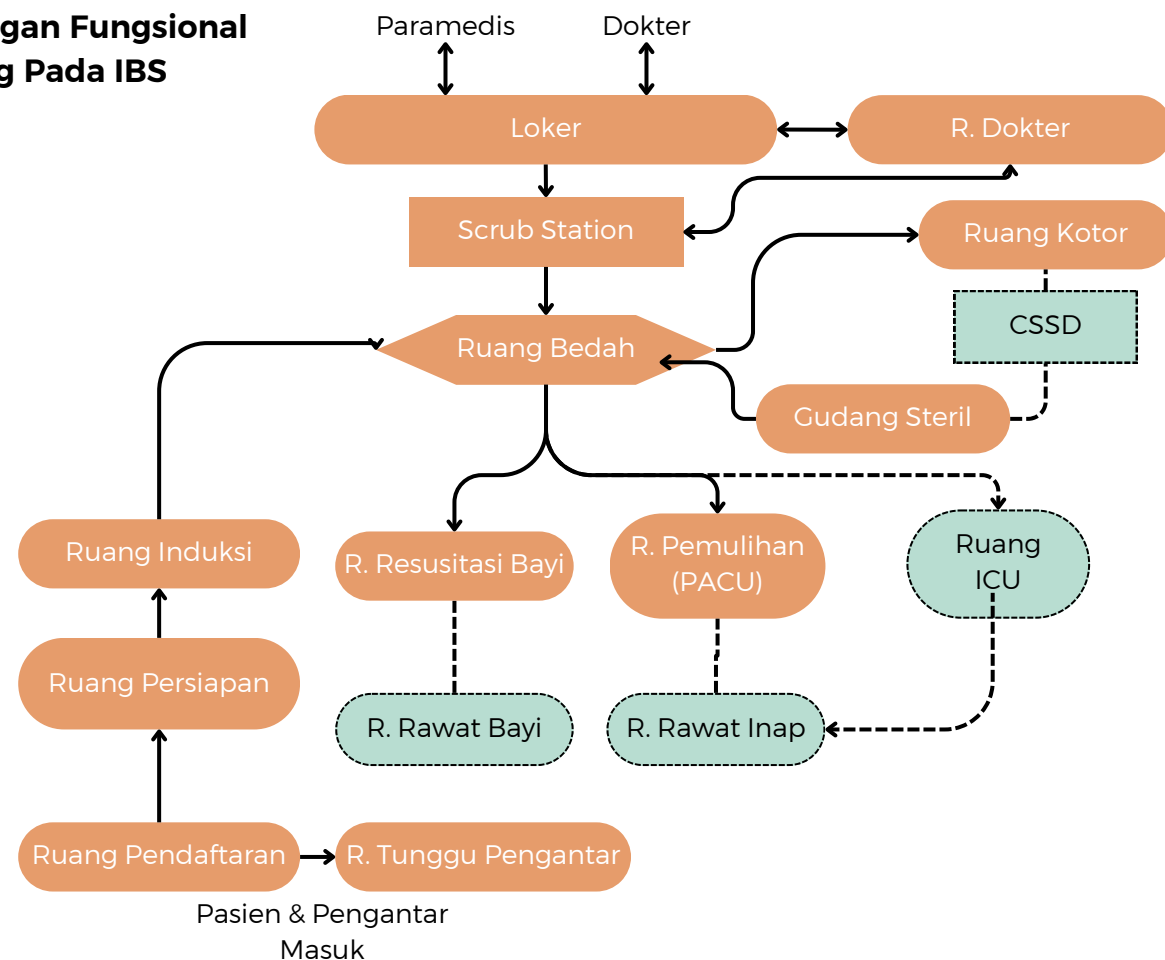 gan Fungsional
g Pada IBS
Paramedis
Dokter
Loker
R. Dokter
Scrub Station
Ruang Kotor
CSSD
Ruang Bedah
Gudang Steril
Ruang Induksi
R. Resusitasi Bayi
R. Pemulihan
(PACU)
Ruang
ICU
Ruang Persiapan
R. Rawat Bayi
R. Rawat Inap
Ruang Pendaftaran
R. Tunggu Pengantar
Pasien & Pengantar
Masuk